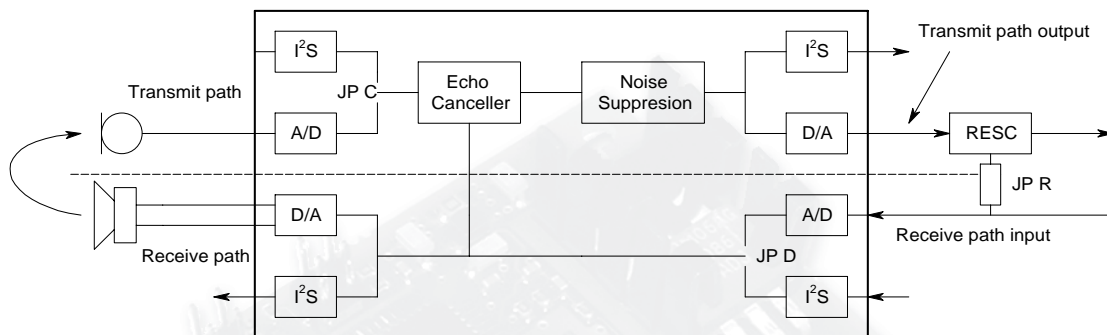 I²S
I²S
Transmit path output
Echo
Canceller
Noise
Suppresion
JP C
Transmit path
A/D
D/A
RESC
JP R
D/A
A/D
Receive path input
Receive path
JP D
I²S
I²S